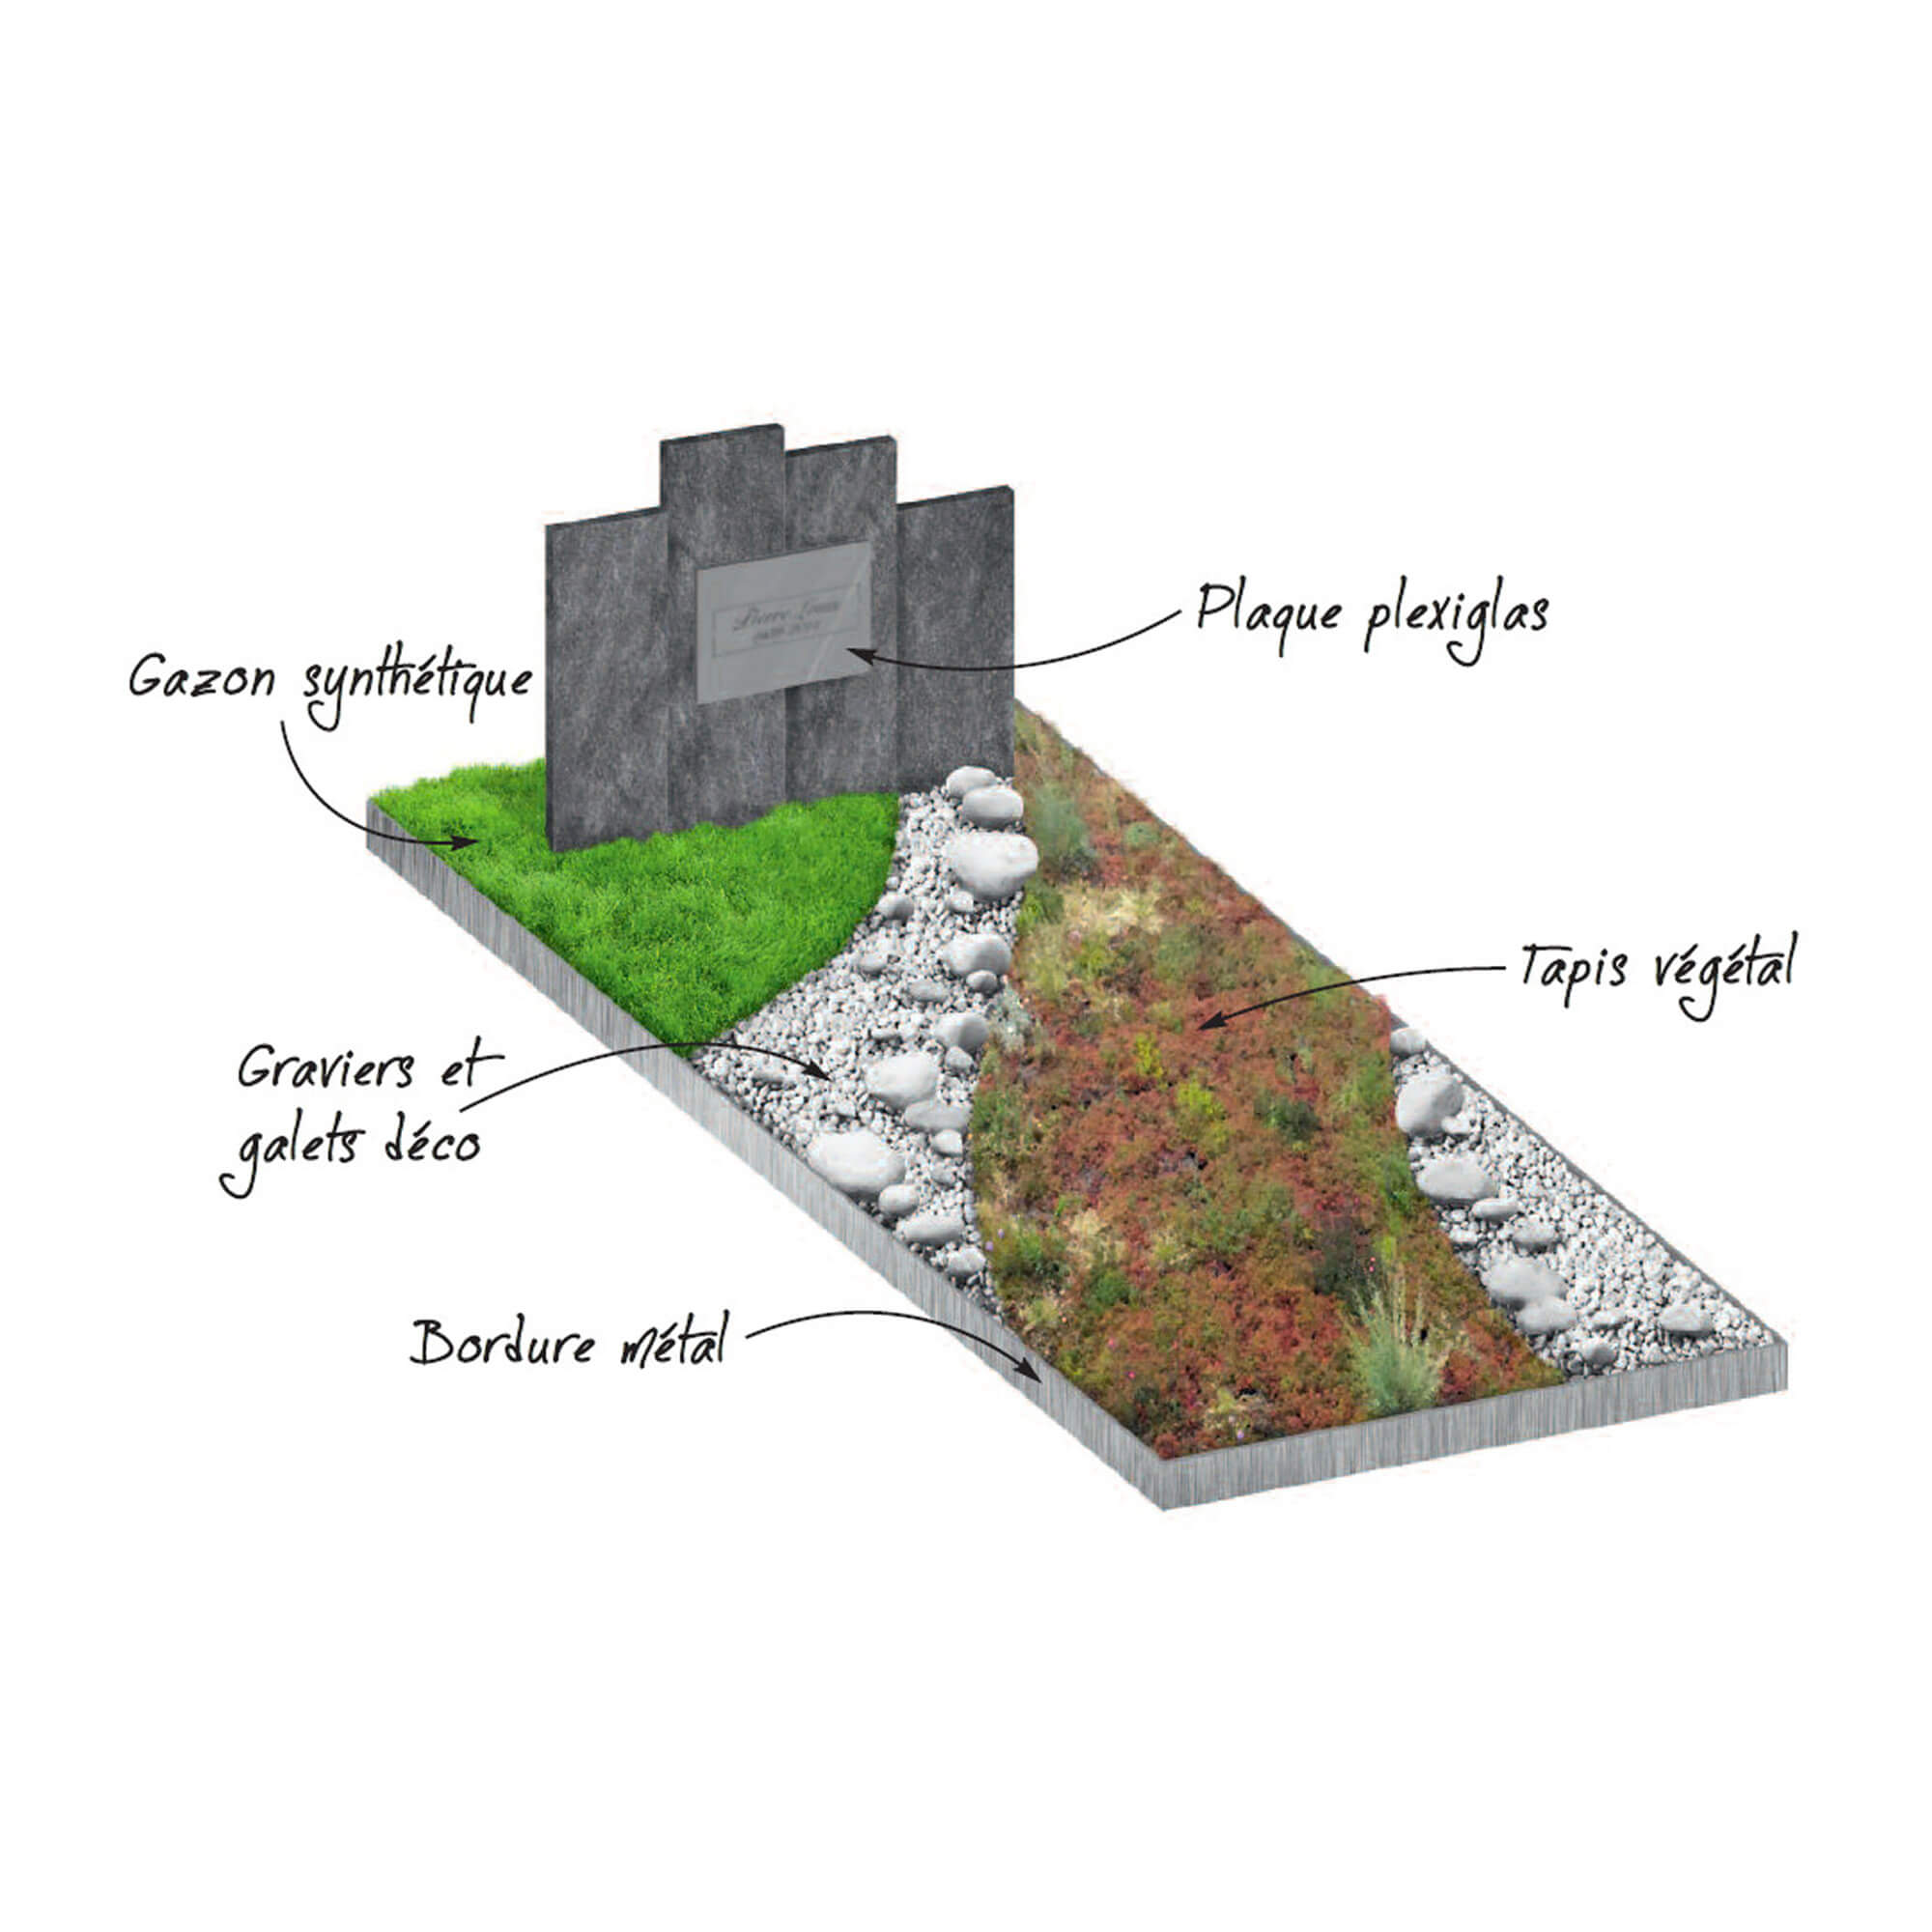 Plaque plexiglas
Gazon synthétique
Tapis végétal
Graviers et
galets déco
Bordure métal